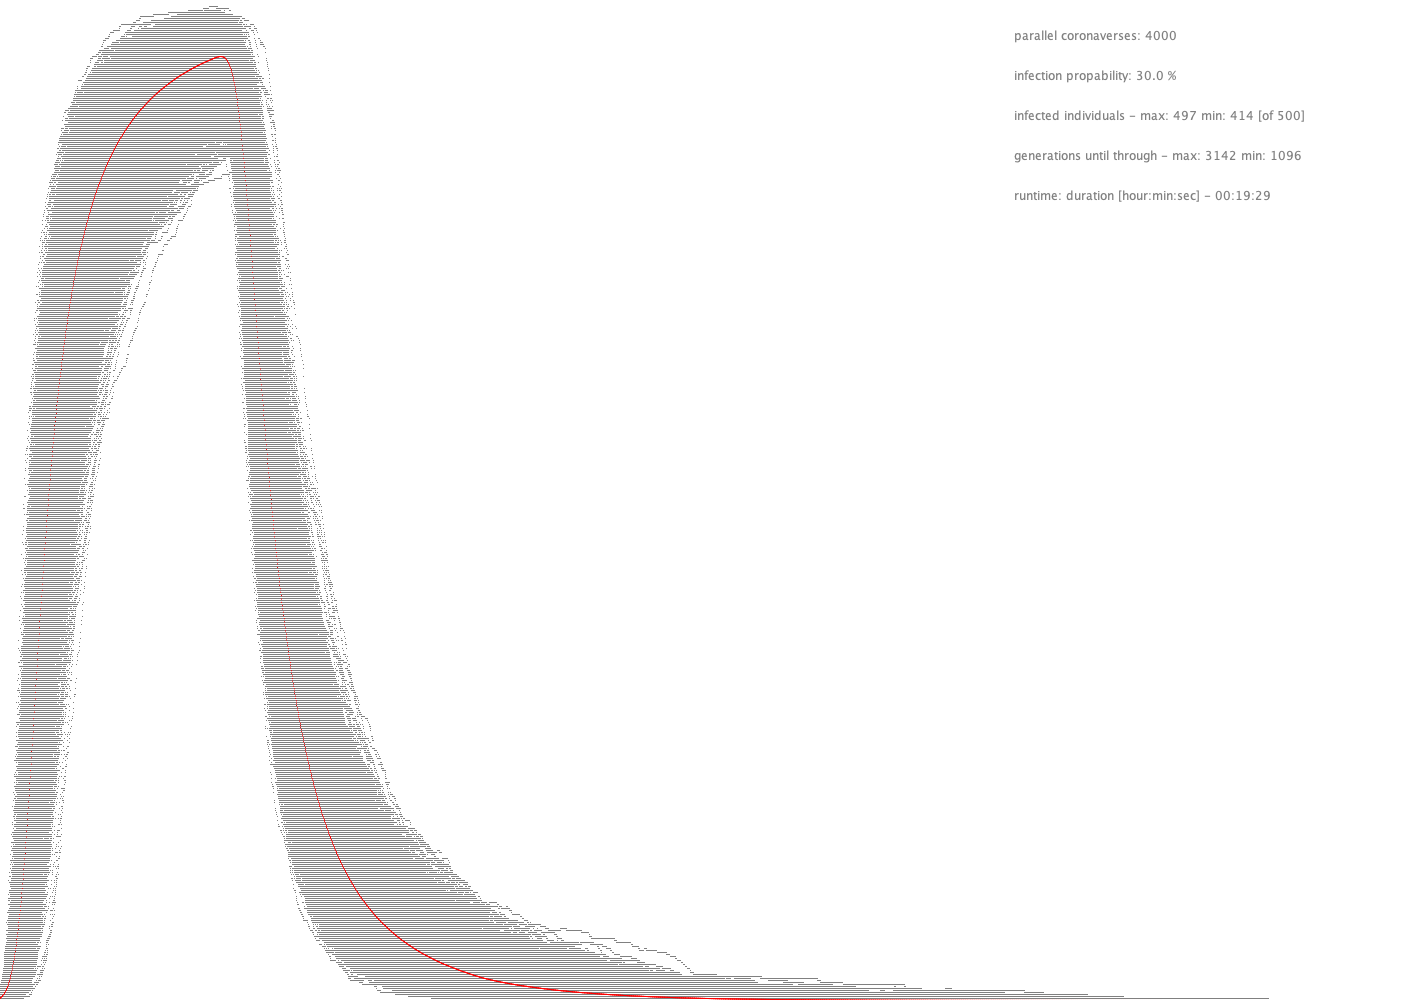 parallel coronaverses: 4000
infection propability: 30.0 %
infected individuals – max: 497 min: 414 [of 500]
generations until through – max: 3142 min: 1096
runtime: duration [hour:min:sec] – 00:19:29